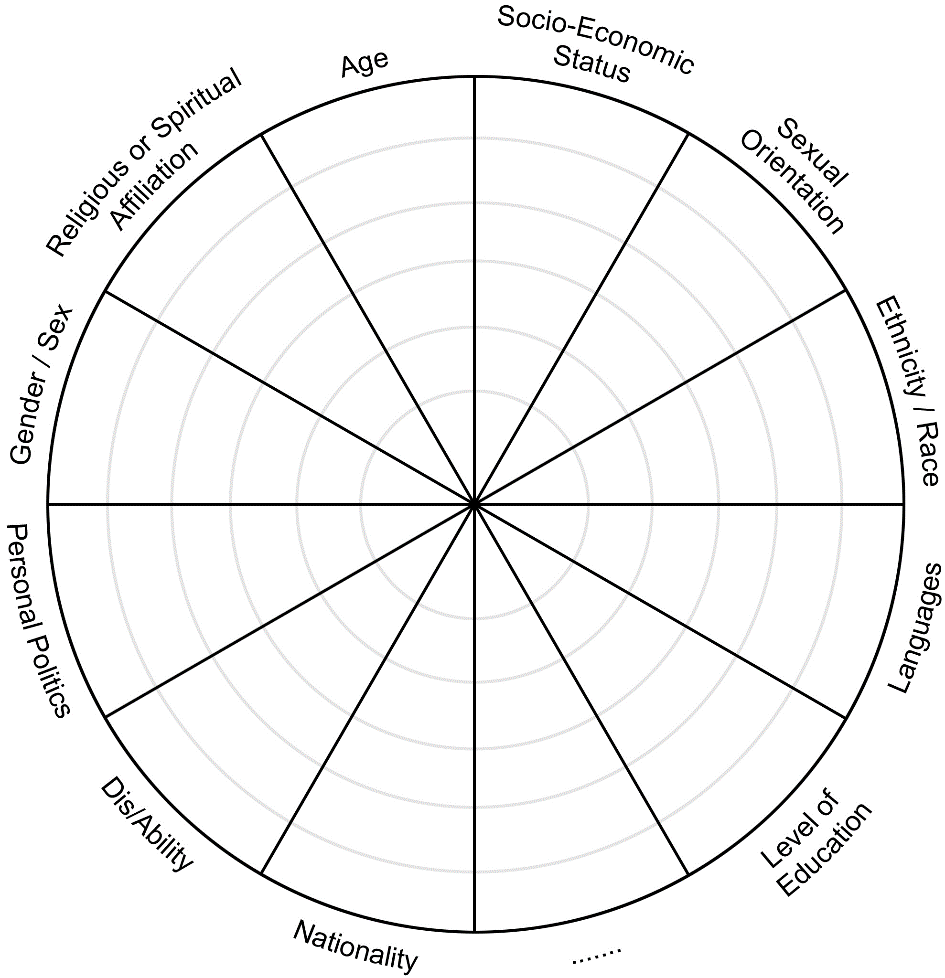 Socio-Economic
Status
Sexual
Orientation
Ethnicity / Race
Languages
Level of
Education
.......
Nationality
Dis/Ability
Personal Politics
Gender / Sex
Religious or Spiritual
Affiliation
Age